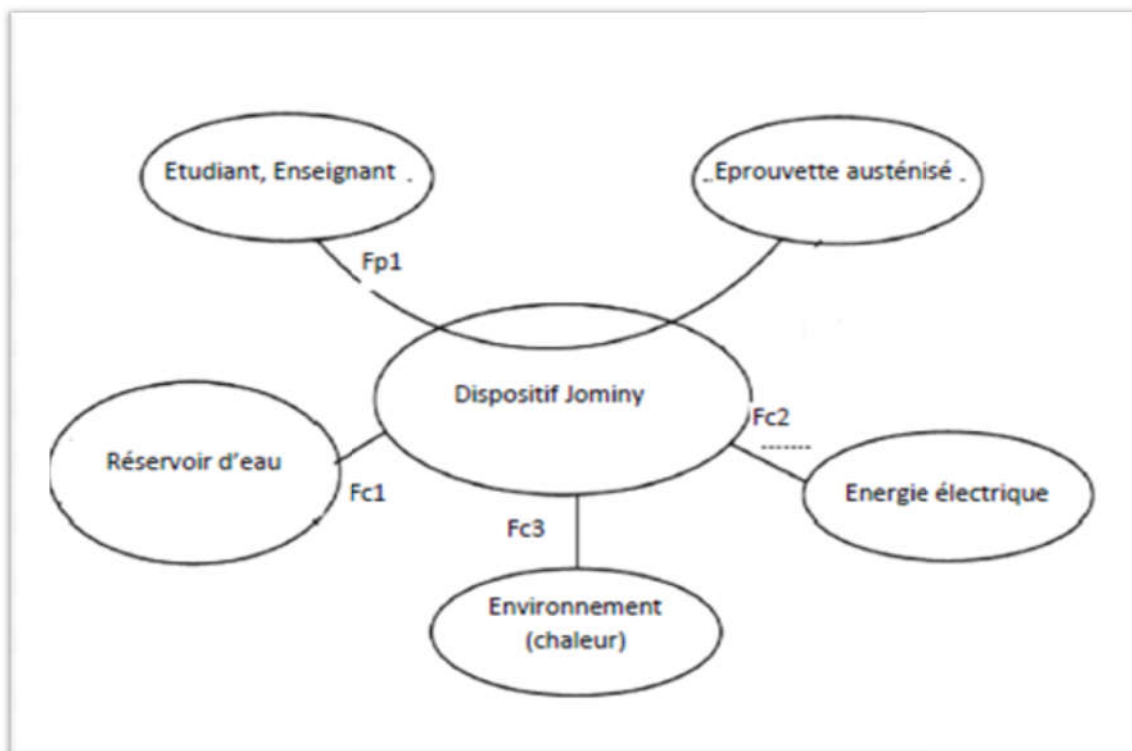 Etudiant, Enseignant
Eprouvette austénisé
Fp1
Dispositif Jominy
Fc2
Réservoir d'eau
Fc1
Energie électrique
Fc3
Environnement
(chaleur)